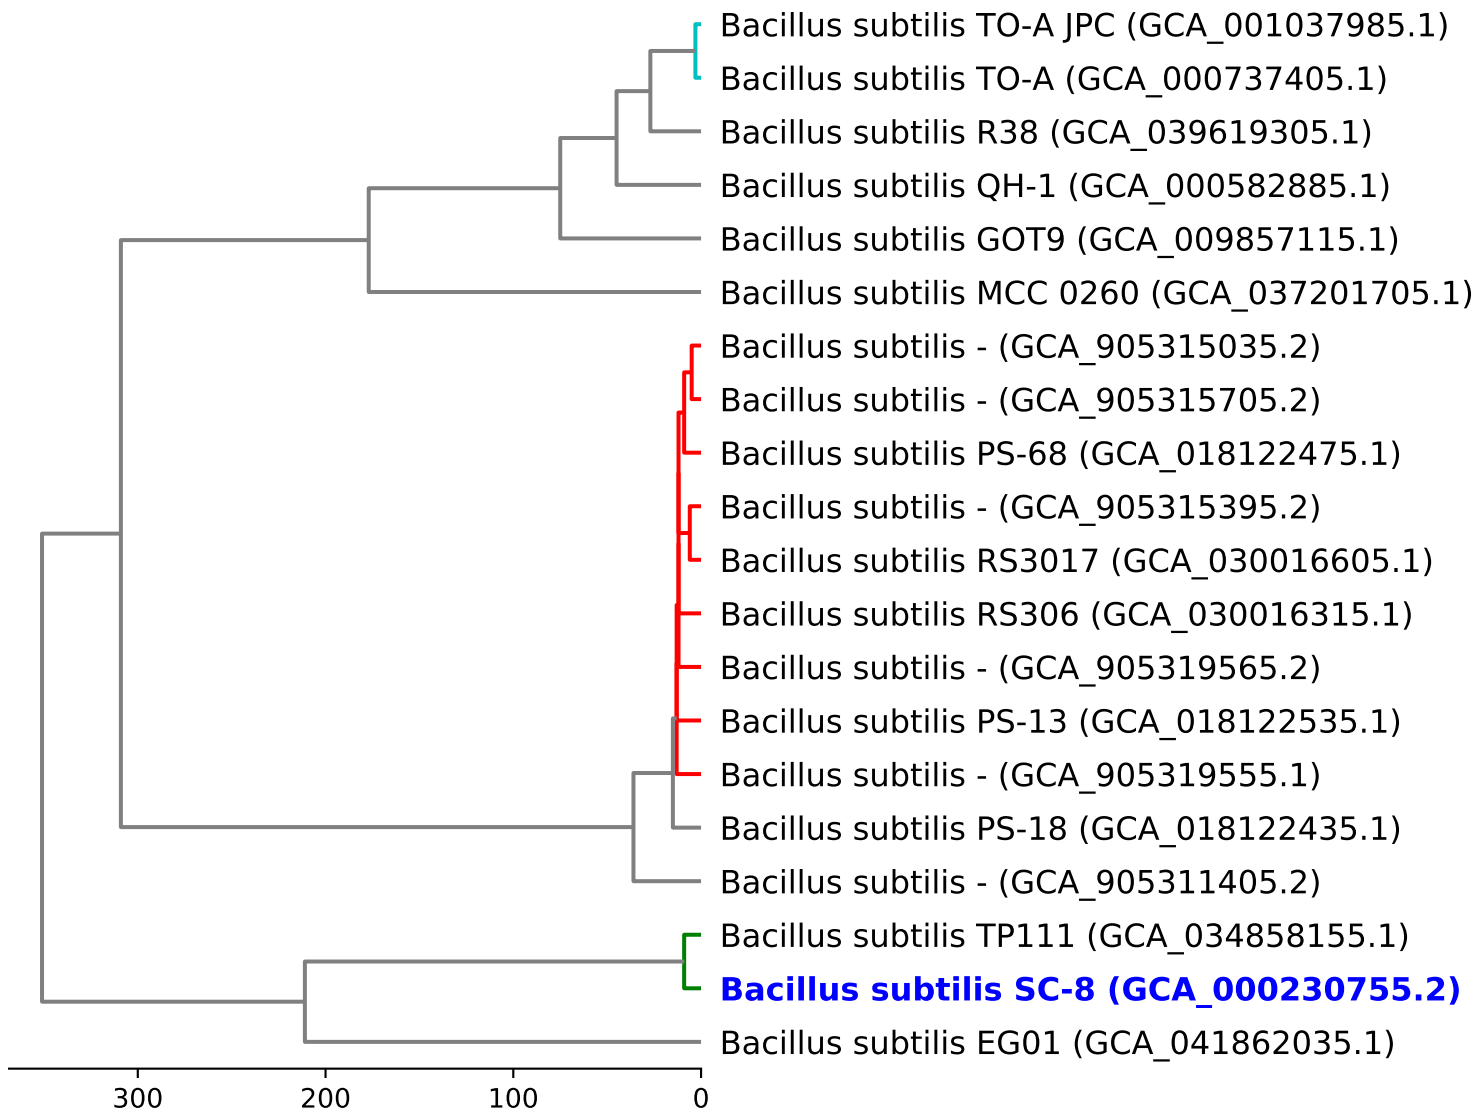 Bacillus subtilis TO-A JPC (GCA_001037985.1)
Bacillus subtilis TO-A (GCA_000737405.1)
Bacillus subtilis R38 (GCA_039619305.1)
Bacillus subtilis QH-1 (GCA_000582885.1)
Bacillus subtilis GOT9 (GCA_009857115.1)
Bacillus subtilis MCC 0260 (GCA_037201705.1)
Bacillus subtilis - (GCA_905315035.2)
Bacillus subtilis - (GCA_905315705.2)
Bacillus subtilis PS-68 (GCA_018122475.1)
Bacillus subtilis - (GCA_905315395.2)
Bacillus subtilis RS3017 (GCA_030016605.1)
Bacillus subtilis RS306 (GCA_030016315.1)
Bacillus subtilis - (GCA_905319565.2)
Bacillus subtilis PS-13 (GCA_018122535.1)
Bacillus subtilis - (GCA_905319555.1)
Bacillus subtilis PS-18 (GCA_018122435.1)
Bacillus subtilis - (GCA_905311405.2)
Bacillus subtilis TP111 (GCA_034858155.1)
Bacillus subtilis SC-8 (GCA_000230755.2)
Bacillus subtilis EG01 (GCA_041862035.1)
300 200 100 0